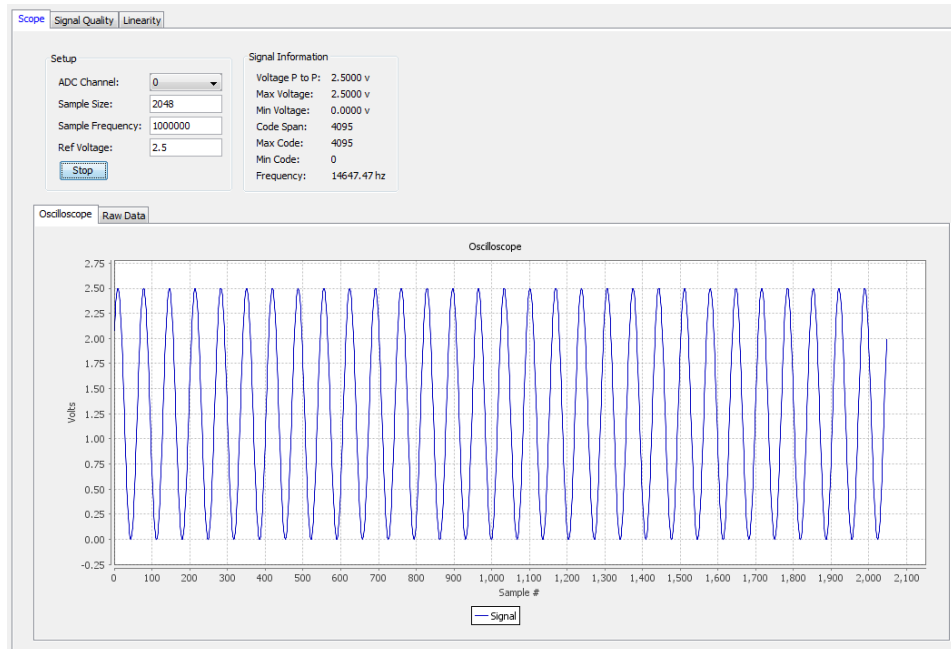 Scope Signal Quality Linearity
Setup
ADC Channel: 0
Sample Size: 2048
Sample Frequency: 1000000
Ref Voltage: 2.5
Stop
Signal Information
Voltage P to P: 2.5000 v
Max Voltage: 2.5000 v
Min Voltage: 0.0000 v
Code Span: 4095
Max Code: 4095
Min Code: 0
Frequency: 14647.47 hz
Oscilloscope Raw Data
Oscilloscope
Volts
2.75
2.50
2.25
2.00
1.75
1.50
1.25
1.00
0.75
0.50
0.25
0.00
-0.25
0 100 200 300 400 500 600 700 800 900 1,000 1,100 1,200 1,300 1,400 1,500 1,600 1,700 1,800 1,900 2,000 2,100
Sample #
Signal